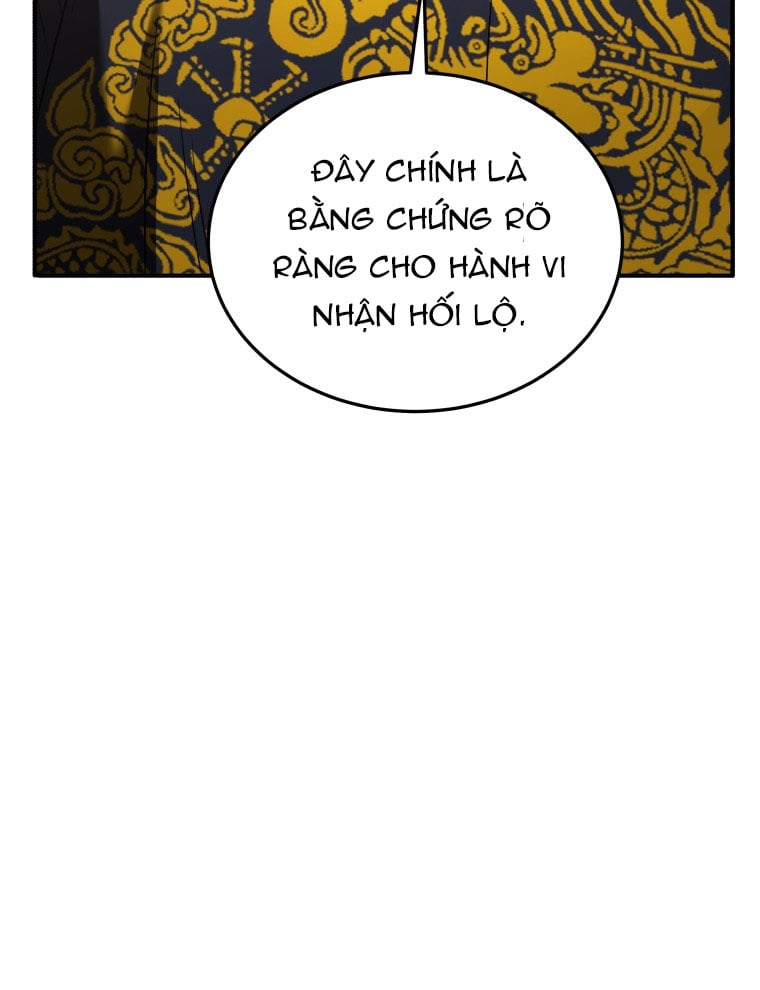 ĐÂY CHÍNH LÀ
BẰNG CHỨNG RÕ
RÀNG CHO HÀNH VI
NHẬN HỐI LỘ.